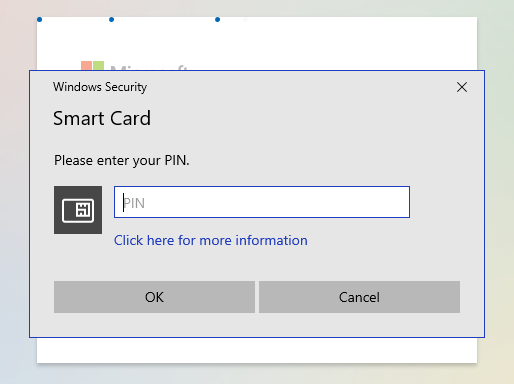 Windows Security
Smart Card
Please enter your PIN.
PIN
Click here for more information
OK
Cancel